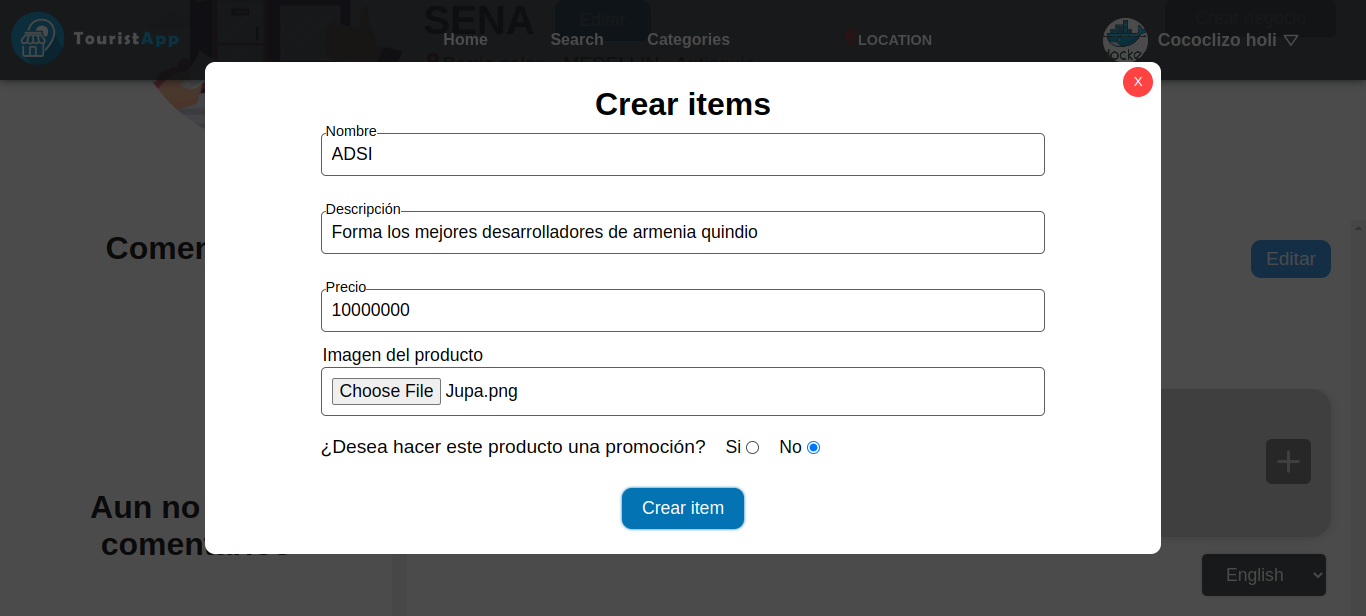 SENA
Editar
Crear negocio
TouristApp
Home
Search
Categories
LOCATION
Cococlizo holi
X
Crear items
Nombre
ADSI
Descripción
Forma los mejores desarrolladores de armenia quindio
Precio
10000000
Imagen del producto
Choose File Jupa.png
¿Desea hacer este producto una promoción? Si No
Crear item
Editar
Aun no
English